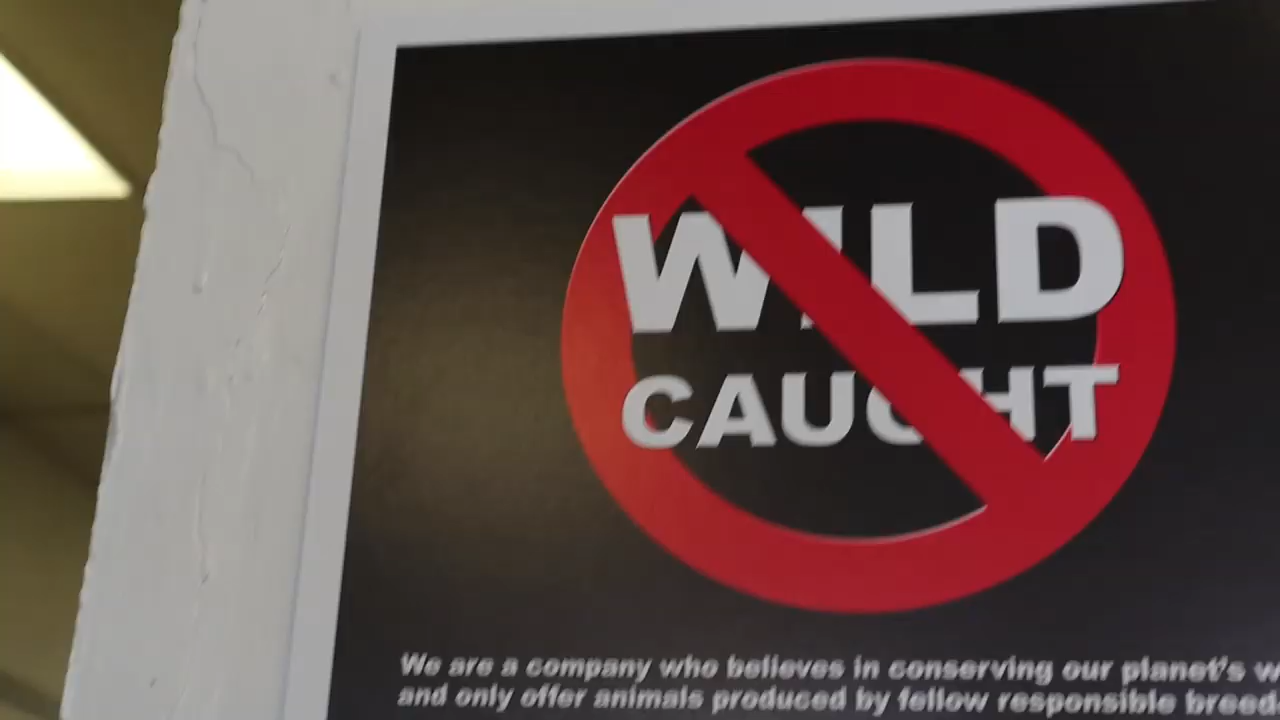 WILD
CAUGHT
We are a company who believes in conserving our planet's
and only offer animals produced by fellow responsible